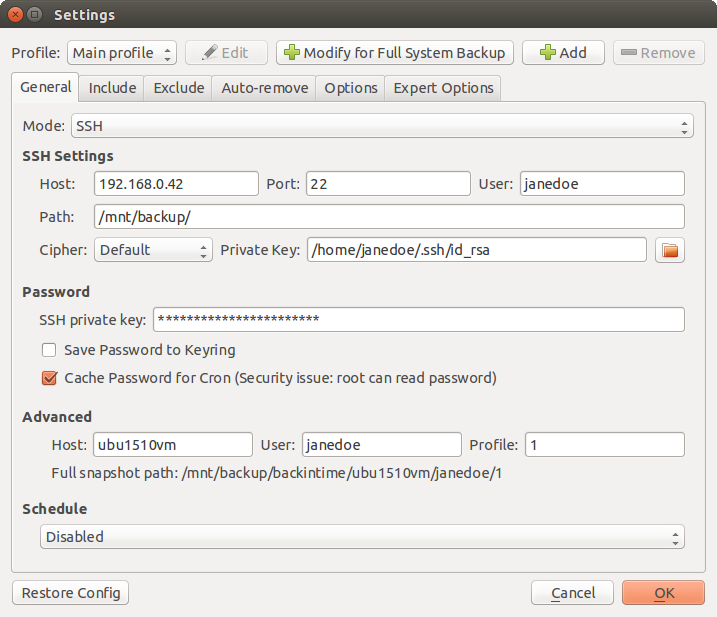 Settings
Profile: Main profile Edit Modify for Full System Backup Add Remove
General Include Exclude Auto-remove Options Expert Options
Mode: SSH
SSH Settings
Host: 192.168.0.42 Port: 22 User: janedoe
Path: /mnt/backup/
Cipher: Default Private Key: /home/janedoe/.ssh/id_rsa
Password
SSH private key: ***********************
Save Password to Keyring
Cache Password for Cron (Security issue: root can read password)
Advanced
Host: ubu1510vm User: janedoe Profile: 1
Full snapshot path: /mnt/backup/backintime/ubu1510vm/janedoe/1
Schedule
Disabled
Restore Config Cancel OK